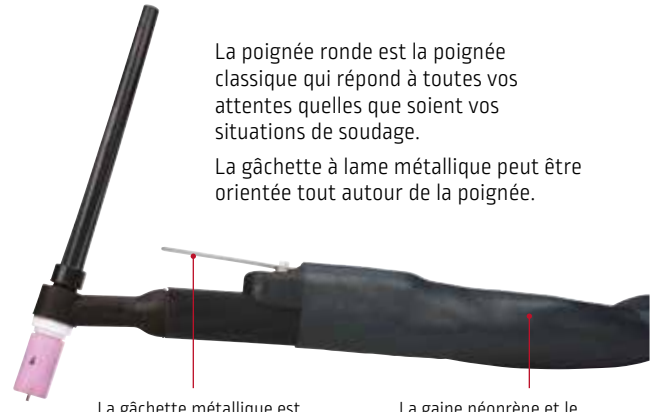 La poignée ronde est la poignée
classique qui répond à toutes vos
attentes quelles que soient vos
situations de soudage.
La gâchette à lame métallique peut être
orientée tout autour de la poignée.
La gâchette métallique est
La gaine néoprène et le